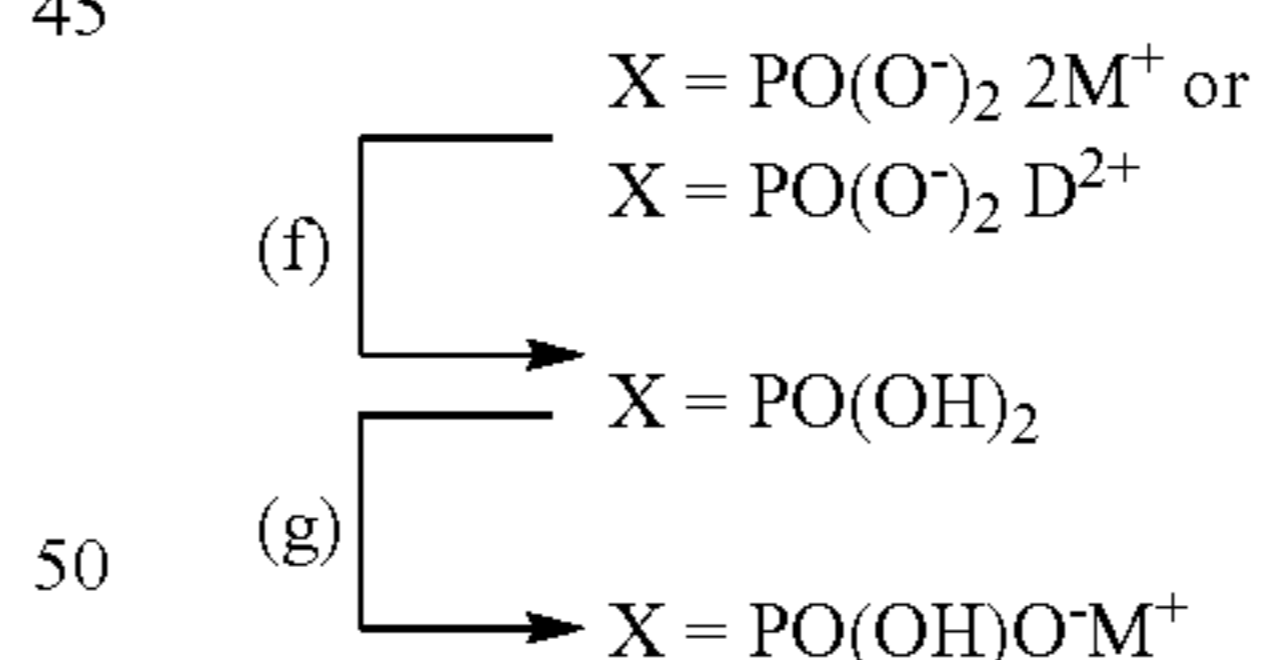 45
X = PO(O⁻)₂ 2M⁺ or
X = PO(O⁻)₂ D²⁺
(f)
X = PO(OH)₂
(g)
50
X = PO(OH)O⁻M⁺